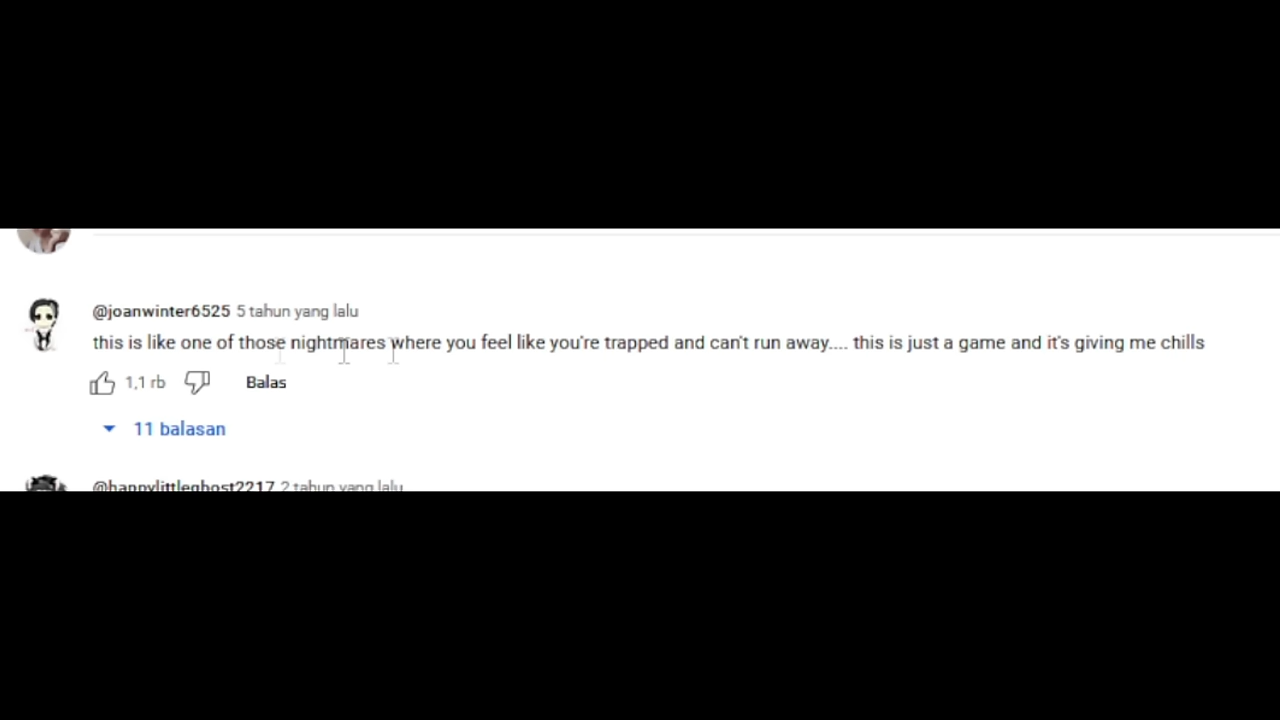 @joanwinter6525 5 tahun yang lalu
this is like one of those nightmares where you feel like you're trapped and can't run away.... this is just a game and it's giving me chills
1,1 rb Balas
11 balasan
@happylittleghost2217 2 tahun yang lalu